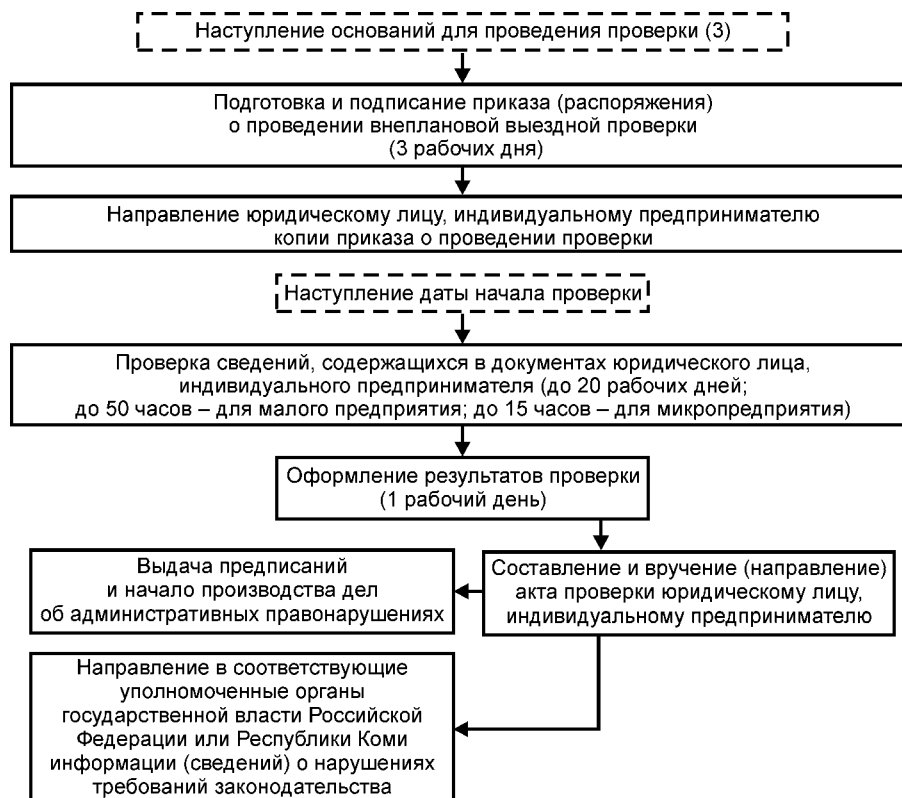 Наступление оснований для проведения проверки (3)
Подготовка и подписание приказа (распоряжения)
о проведении внеплановой выездной проверки
(3 рабочих дня)
Направление юридическому лицу, индивидуальному предпринимателю
копии приказа о проведении проверки
Наступление даты начала проверки
Проверка сведений, содержащихся в документах юридического лица,
индивидуального предпринимателя (до 20 рабочих дней;
до 50 часов – для малого предприятия; до 15 часов – для микропредприятия)
Оформление результатов проверки
(1 рабочий день)
Выдача предписаний
и начало производства дел
об административных правонарушениях
Составление и вручение (направление)
акта проверки юридическому лицу,
индивидуальному предпринимателю
Направление в соответствующие
уполномоченные органы
государственной власти Российской
Федерации или Республики Коми
информации (сведений) о нарушениях
требований законодательства